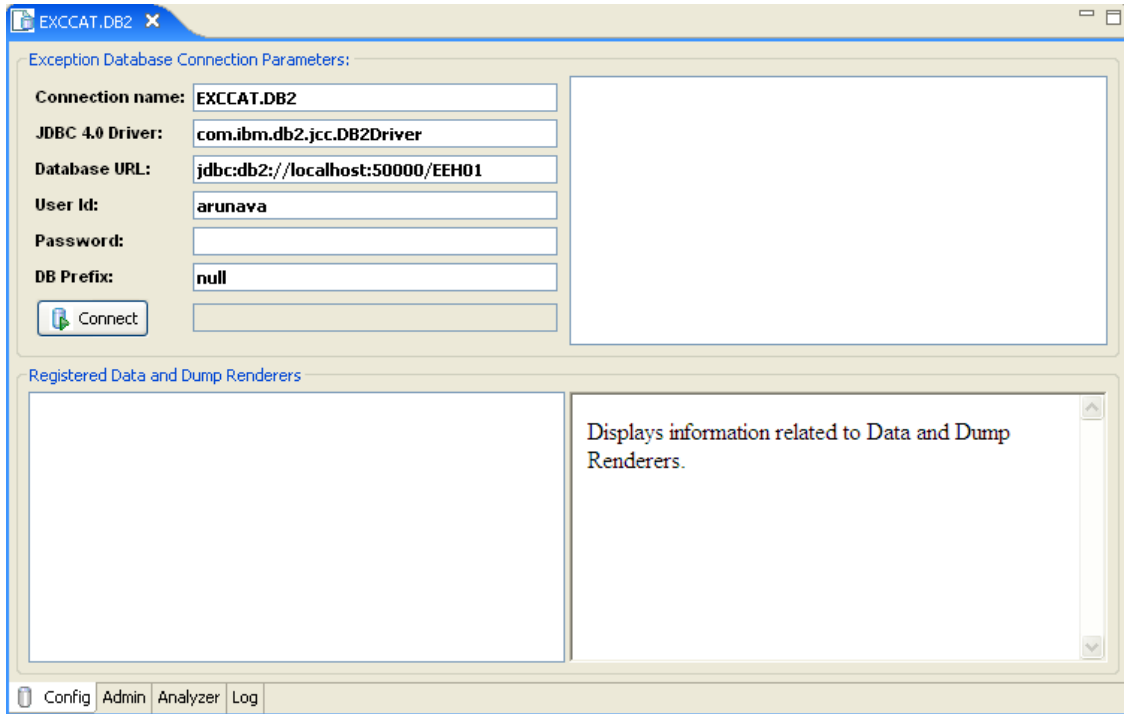 EXCCAT.DB2
Exception Database Connection Parameters:
Connection name: EXCCAT.DB2
JDBC 4.0 Driver: com.ibm.db2.jcc.DB2Driver
Database URL: jdbc:db2://localhost:50000/EEH01
User Id: arunava
Password:
DB Prefix: null
Connect
Registered Data and Dump Renderers
Displays information related to Data and Dump
Renderers.
Config Admin Analyzer Log